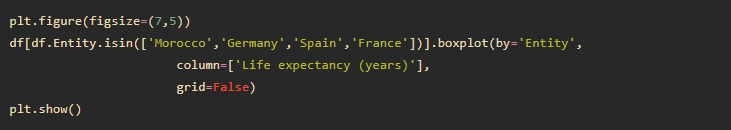 plt.figure(figsize=(7,5))
df[df.Entity.isin(['Morocco','Germany','Spain','France'])].boxplot(by='Entity',
                       column=['Life expectancy (years)'],
                       grid=False)
plt.show()